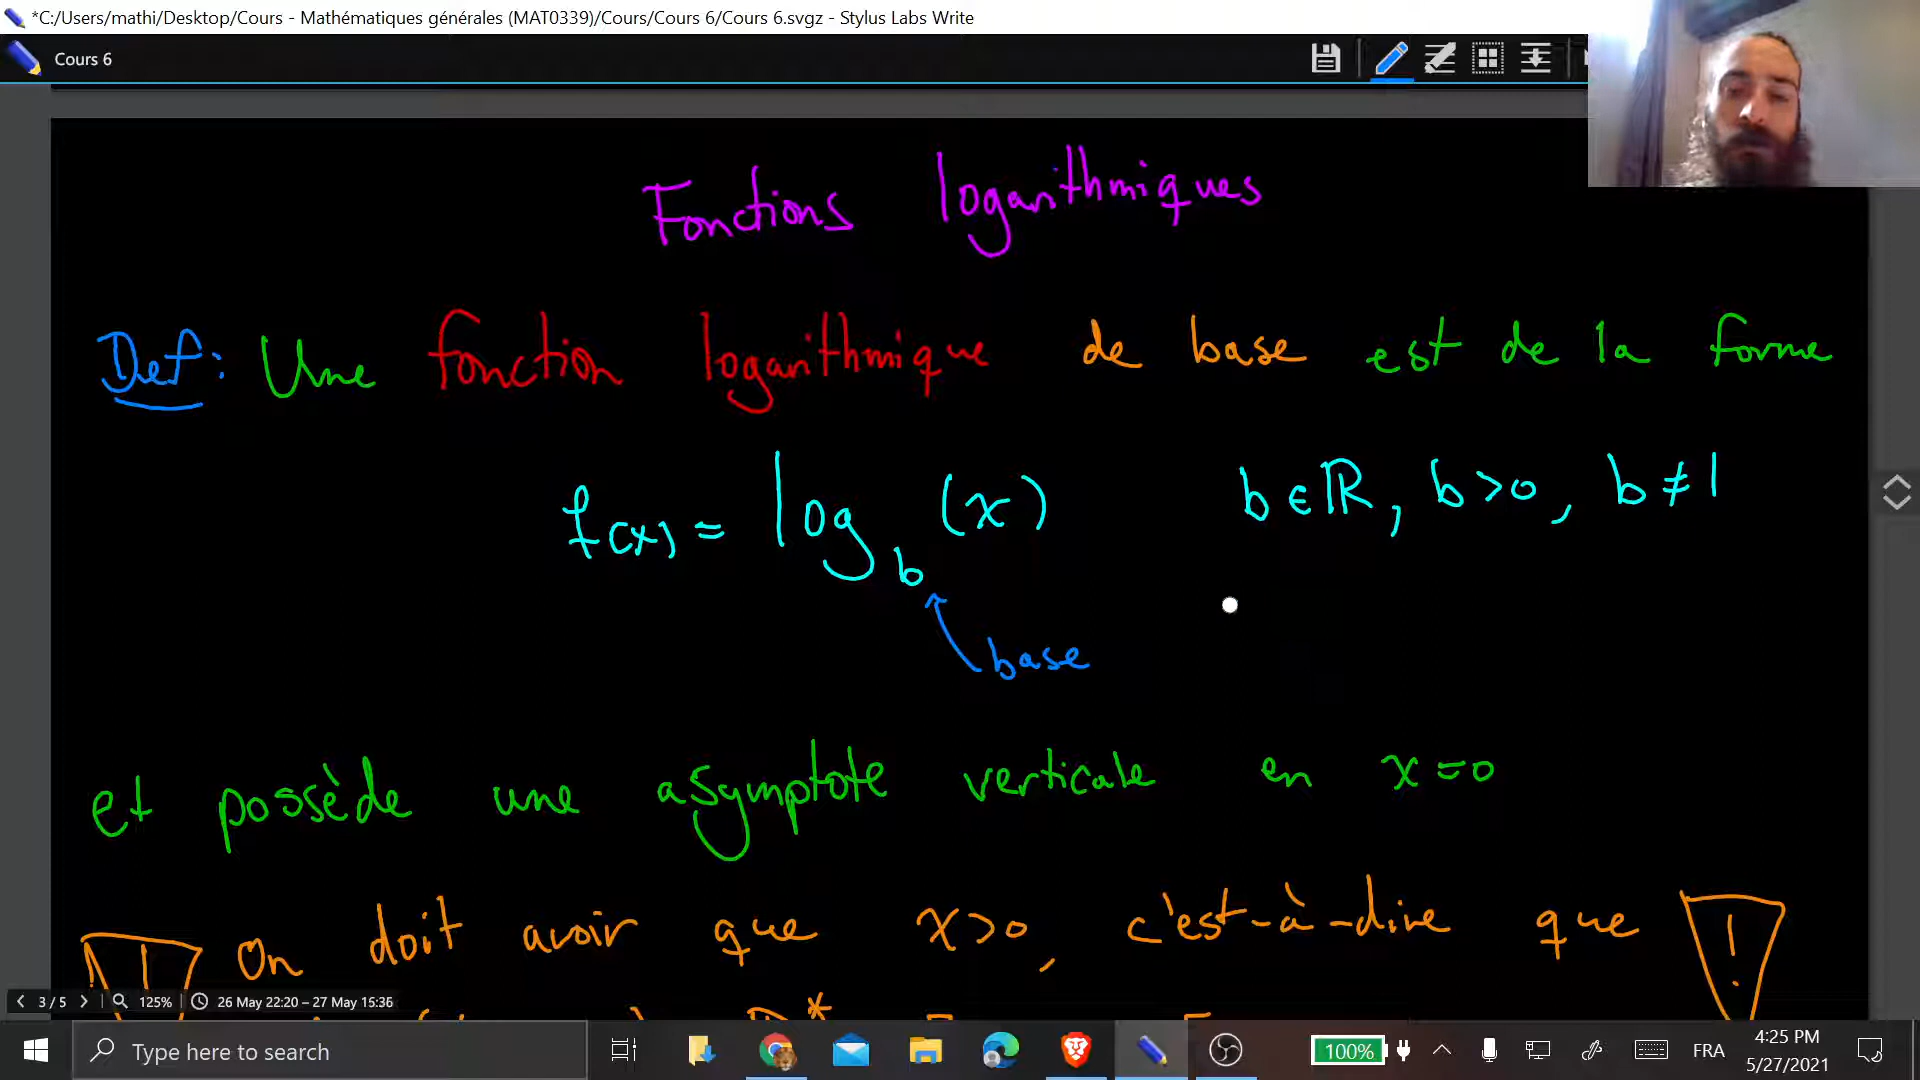 *C:/Users/mathi/Desktop/Cours - Mathématiques générales (MAT0339)/Cours/Cours 6/Cours 6.svgz - Stylus Labs Write
Cours 6
Fonctions logarithmiques
Def: Une fonction logarithmique de base est de la forme
f(x) = log_b (x) b ∈ ℝ, b > 0, b ≠ 1
base
et possède une asymptote verticale en x = 0
! On doit avoir que x > 0, c'est-à-dire que !
3 / 5 125% 26 May 22:20 – 27 May 15:36
Type here to search
100%
FRA
4:25 PM
5/27/2021